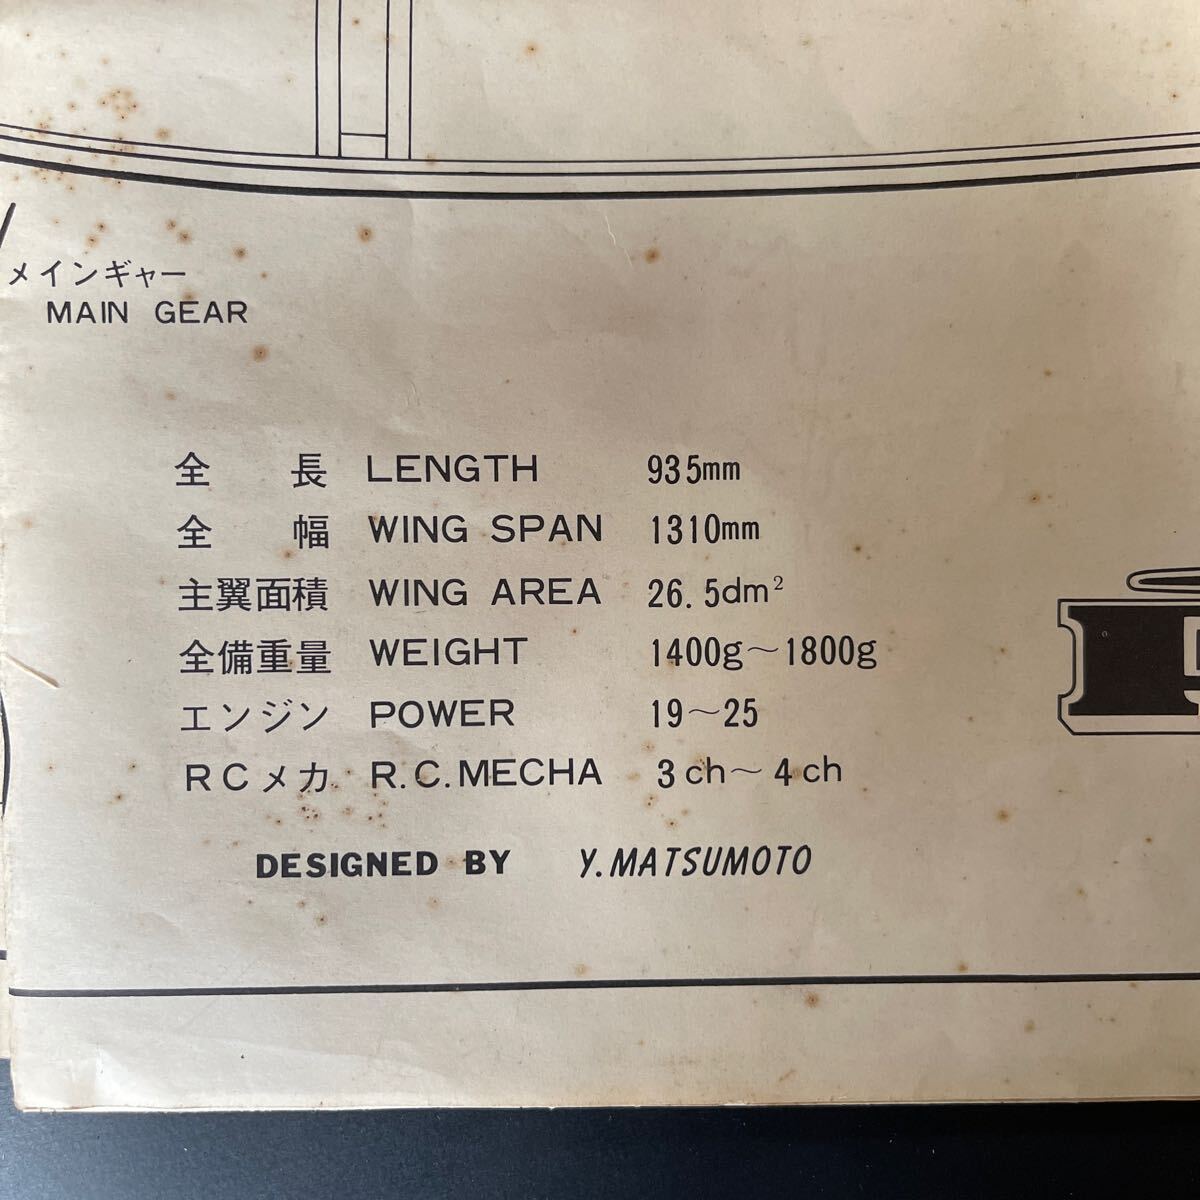 メインギャー
MAIN GEAR
全長 LENGTH 935mm
全幅 WING SPAN 1310mm
主翼面積 WING AREA 26.5dm²
全備重量 WEIGHT 1400g～1800g
エンジン POWER 19～25
RCメカ R.C.MECHA 3ch～4ch
DESIGNED BY Y.MATSUMOTO